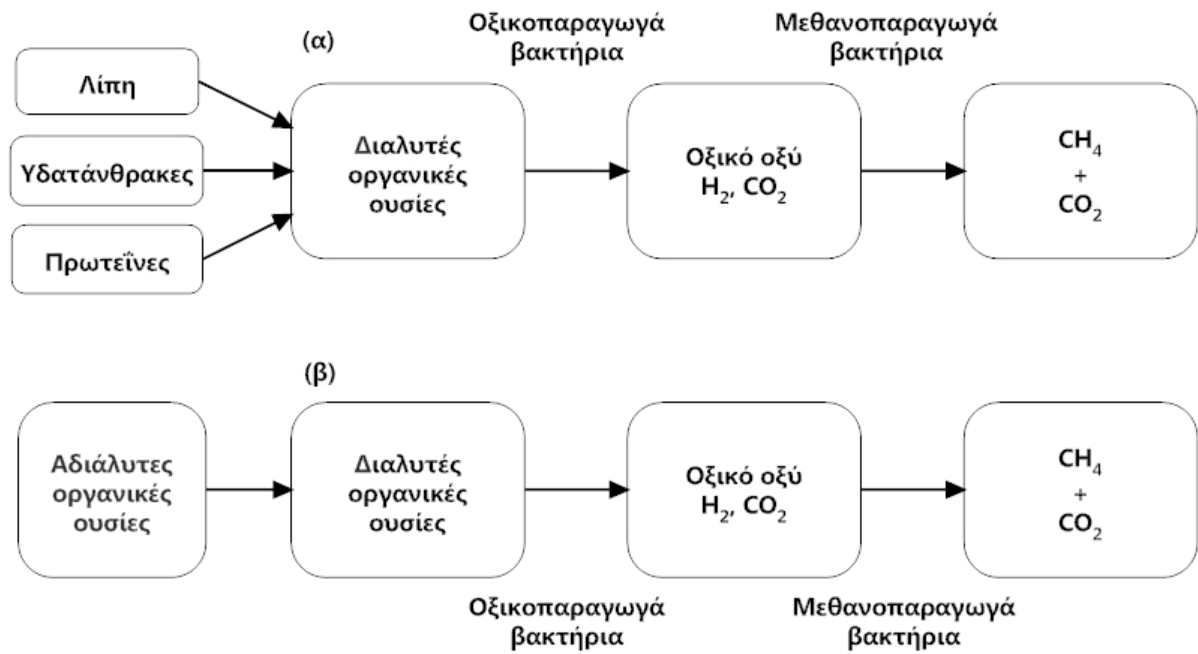 (α)
Οξικοπαραγωγά
βακτήρια
Μεθανοπαραγωγά
βακτήρια
Λίπη
Υδατάνθρακες
Πρωτεΐνες
Διαλυτές
οργανικές
ουσίες
Οξικό οξύ
H₂, CO₂
CH₄
+
CO₂
(β)
Αδιάλυτες
οργανικές
ουσίες
Διαλυτές
οργανικές
ουσίες
Οξικό οξύ
H₂, CO₂
CH₄
+
CO₂
Οξικοπαραγωγά
βακτήρια
Μεθανοπαραγωγά
βακτήρια